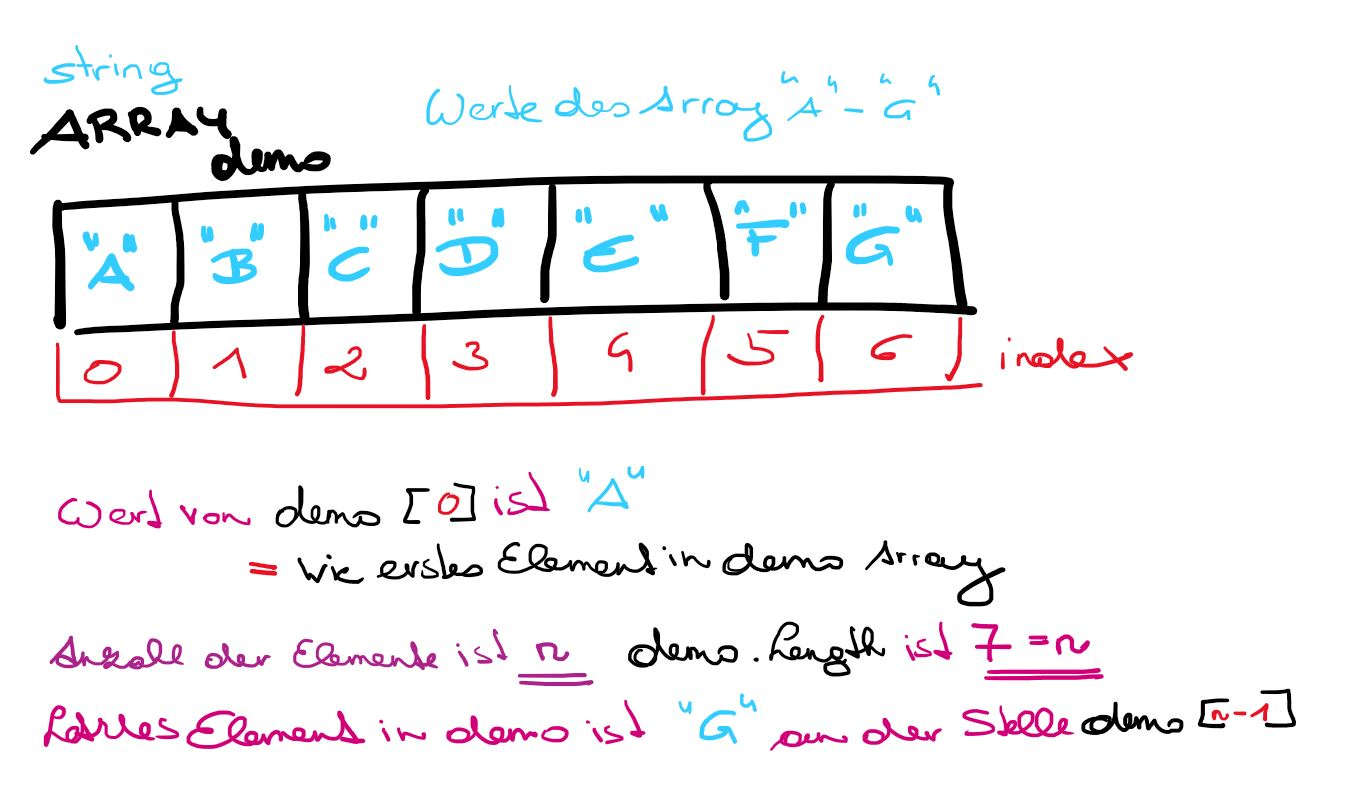 string
ARRAY
demo
Werte des Array "A" - "G"
"A" "B" "C" "D" "E" "F" "G"
0 1 2 3 4 5 6 index
Wert von demo [0] ist "A"
= wie erstes Element in demo Array
Anzahl der Elemente ist n demo.Length ist 7 = n
Letztes Element in demo ist "G" an der Stelle demo [n-1]